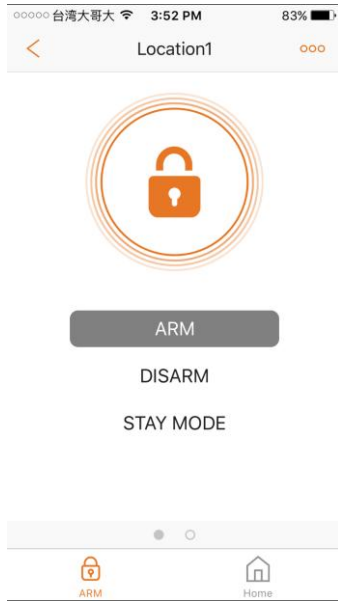 台湾大哥大 3:52 PM 83%
Location1
ARM
DISARM
STAY MODE
ARM Home